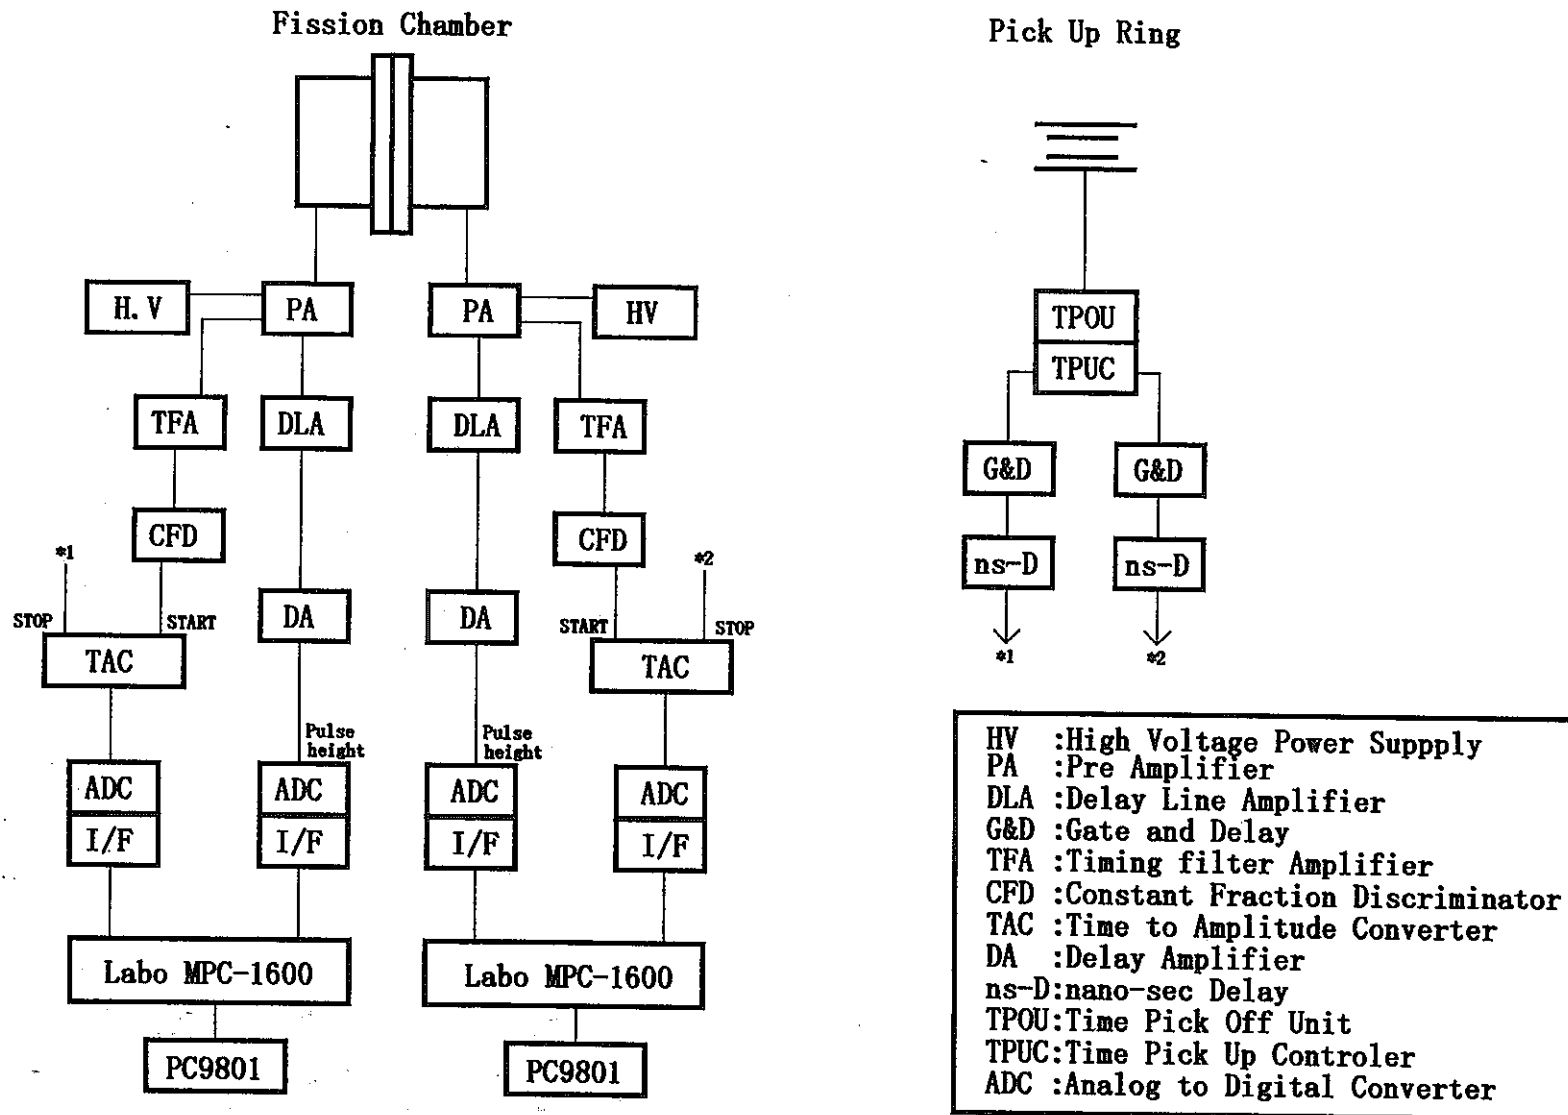 Fission Chamber
Pick Up Ring
H.V
PA
PA
HV
TPOU
TPUC
TFA
DLA
DLA
TFA
G&D
G&D
CFD
CFD
ns-D
ns-D
*1
*2
STOP
START
DA
DA
START
STOP
*1
*2
TAC
TAC
Pulse
height
Pulse
height
ADC
ADC
ADC
ADC
I/F
I/F
I/F
I/F
Labo MPC-1600
Labo MPC-1600
PC9801
PC9801
HV :High Voltage Power Suppply
PA :Pre Amplifier
DLA :Delay Line Amplifier
G&D :Gate and Delay
TFA :Timing filter Amplifier
CFD :Constant Fraction Discriminator
TAC :Time to Amplitude Converter
DA :Delay Amplifier
ns-D:nano-sec Delay
TPOU:Time Pick Off Unit
TPUC:Time Pick Up Controler
ADC :Analog to Digital Converter